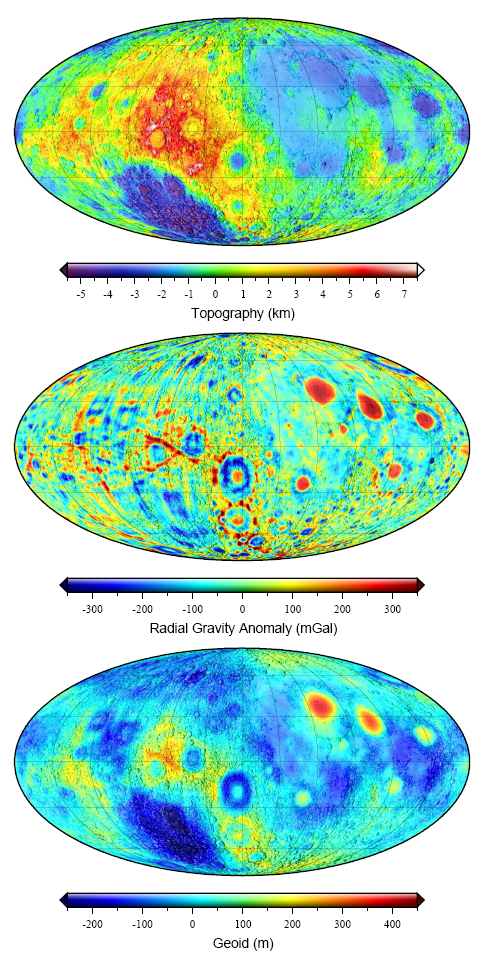 -5 -4 -3 -2 -1 0 1 2 3 4 5 6 7
Topography (km)
-300 -200 -100 0 100 200 300
Radial Gravity Anomaly (mGal)
-200 -100 0 100 200 300 400
Geoid (m)